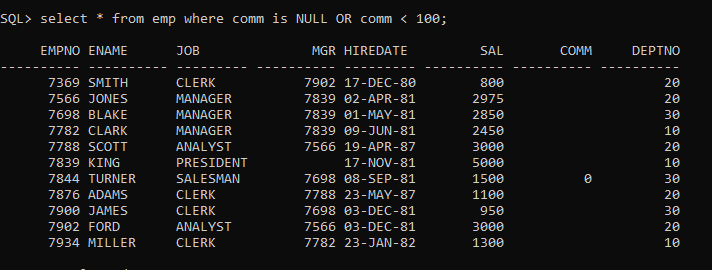 SQL> select * from emp where comm is NULL OR comm < 100;
     EMPNO ENAME      JOB              MGR HIREDATE         SAL       COMM     DEPTNO
---------- ---------- --------- ---------- --------- ---------- ---------- ----------
      7369 SMITH      CLERK           7902 17-DEC-80        800                    20
      7566 JONES      MANAGER         7839 02-APR-81       2975                    20
      7698 BLAKE      MANAGER         7839 01-MAY-81       2850                    30
      7782 CLARK      MANAGER         7839 09-JUN-81       2450                    10
      7788 SCOTT      ANALYST         7566 19-APR-87       3000                    20
      7839 KING       PRESIDENT            17-NOV-81       5000                    10
      7844 TURNER     SALESMAN        7698 08-SEP-81       1500          0         30
      7876 ADAMS      CLERK           7788 23-MAY-87       1100                    20
      7900 JAMES      CLERK           7698 03-DEC-81        950                    30
      7902 FORD       ANALYST         7566 03-DEC-81       3000                    20
      7934 MILLER     CLERK           7782 23-JAN-82       1300                    10